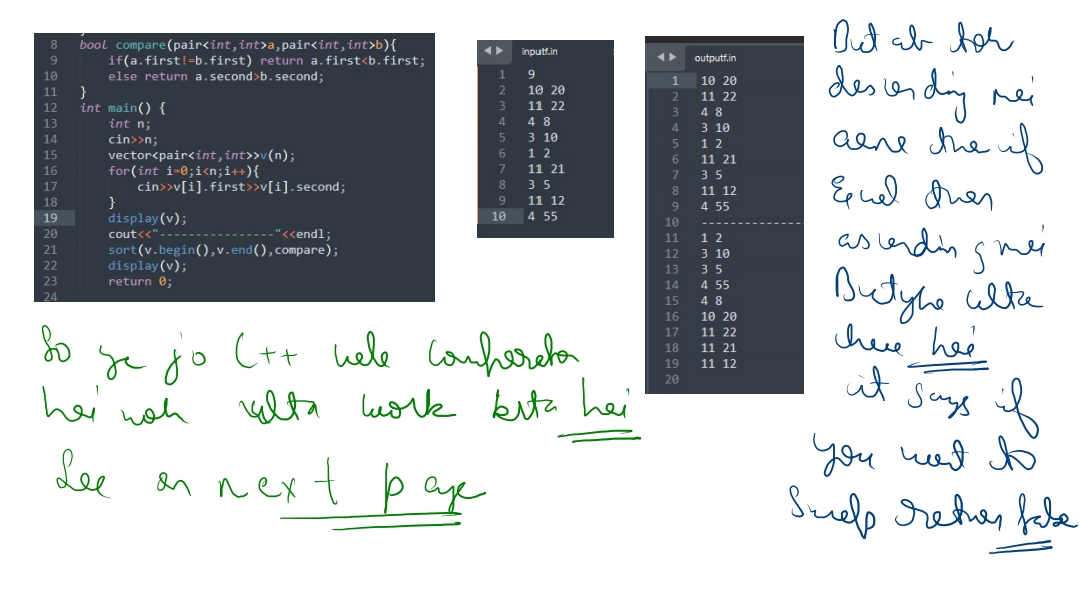 8 bool compare(pair<int,int>a,pair<int,int>b){
9 if(a.first!=b.first) return a.first<b.first;
10 else return a.second>b.second;
11 }
12 int main() {
13 int n;
14 cin>>n;
15 vector<pair<int,int>>v(n);
16 for(int i=0;i<n;i++){
17 cin>>v[i].first>>v[i].second;
18 }
19 display(v);
20 cout<<"----------------"<<endl;
21 sort(v.begin(),v.end(),compare);
22 display(v);
23 return 0;
24
inputf.in
1 9
2 10 20
3 11 22
4 4 8
5 3 10
6 1 2
7 11 21
8 3 5
9 11 12
10 4 55
outputf.in
1 10 20
2 11 22
3 4 8
4 3 10
5 1 2
6 11 21
7 3 5
8 11 12
9 4 55
10 ----------------
11 1 2
12 3 10
13 3 5
14 4 55
15 4 8
16 10 20
17 11 22
18 11 21
19 11 12
20
But ab toh
descending mei
if
Equal
ascending mei
But ulta
hei
it says if
you want to
Swap return false
So ye jo C++ wele comparator
hei woh ulta work krta hei
See on next page